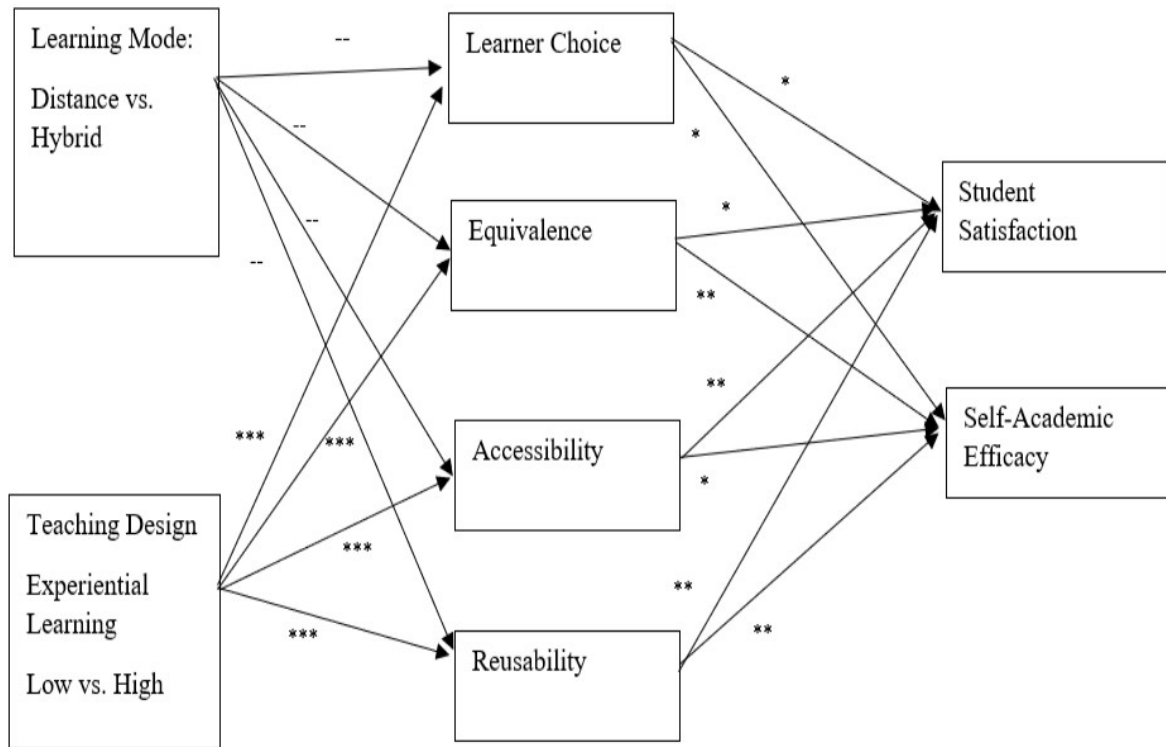 Learning Mode:
Distance vs.
Hybrid
--
--
--
--
Teaching Design
Experiential
Learning
Low vs. High
***
***
***
***
Learner Choice
Equivalence
Accessibility
Reusability
*
*
*
**
**
*
**
**
Student
Satisfaction
Self-Academic
Efficacy